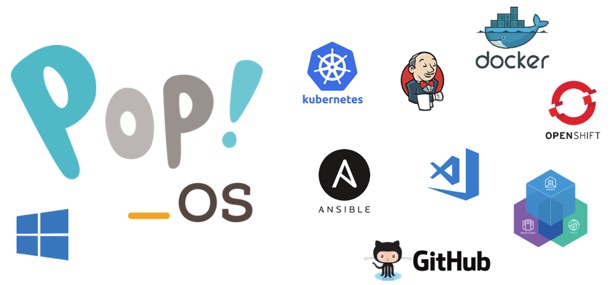 Pop!
_OS
kubernetes
docker
OPENSHIFT
ANSIBLE
GitHub